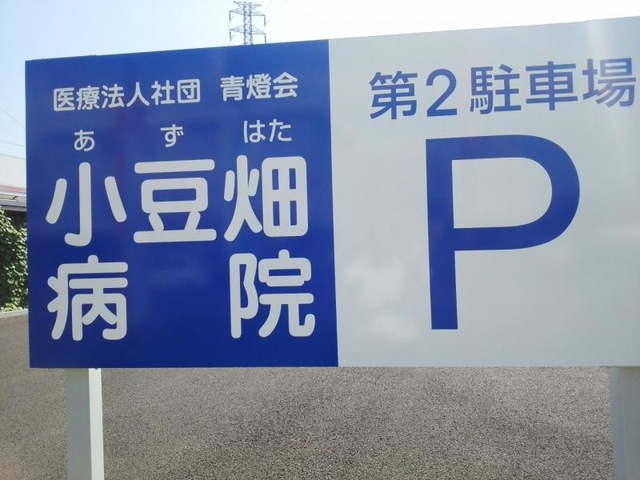 医療法人社団 青燈会
あずはた
小豆畑
病院
第2駐車場
P